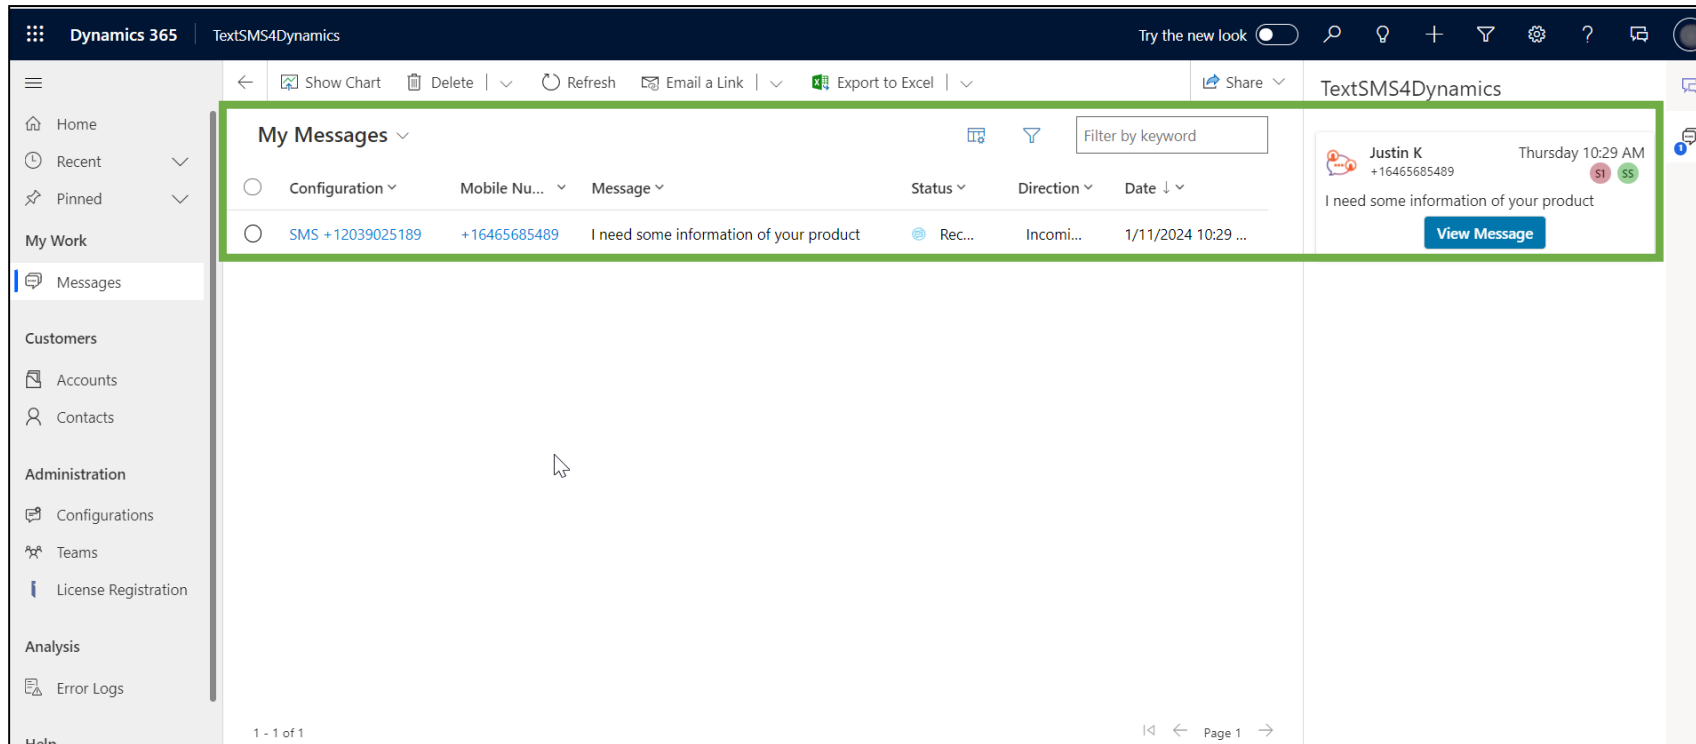 Dynamics 365 TextSMS4Dynamics Try the new look
Show Chart Delete Refresh Email a Link Export to Excel Share TextSMS4Dynamics
Home
Recent
Pinned
My Work
Messages
Customers
Accounts
Contacts
Administration
Configurations
Teams
License Registration
Analysis
Error Logs
Help
My Messages Filter by keyword
Configuration Mobile Nu... Message Status Direction Date
SMS +12039025189 +16465685489 I need some information of your product Rec... Incomi... 1/11/2024 10:29 ...
1 - 1 of 1 Page 1
Justin K Thursday 10:29 AM
+16465685489 S1 SS
I need some information of your product
View Message
1